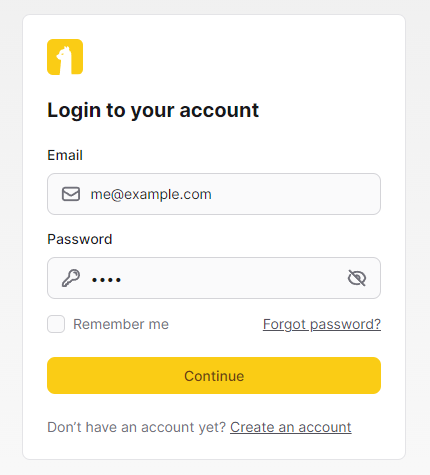 Login to your account
Email
me@example.com
Password
••••
Remember me
Forgot password?
Continue
Don’t have an account yet? Create an account